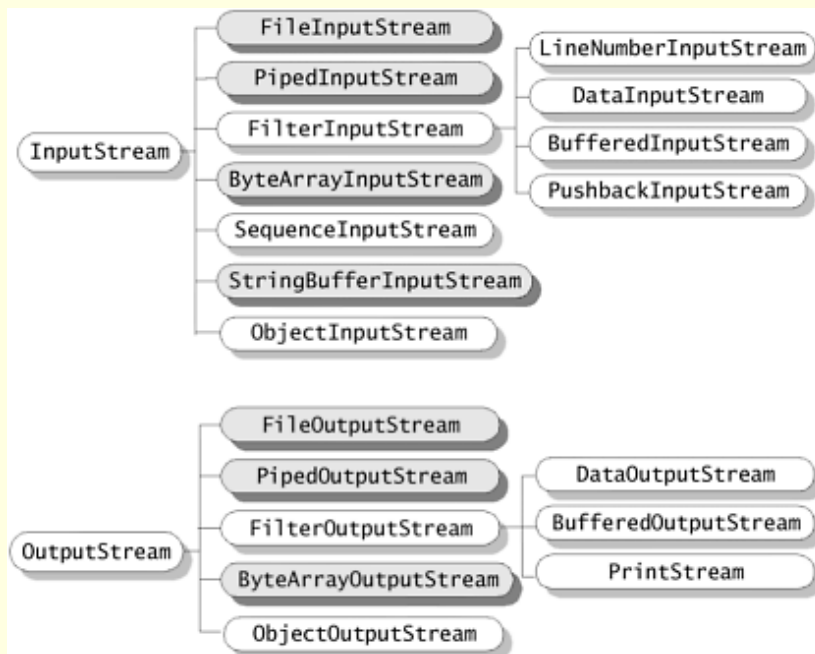 FileInputStream
PipedInputStream
FilterInputStream
InputStream
ByteArrayInputStream
SequenceInputStream
StringBufferInputStream
ObjectInputStream
LineNumberInputStream
DataInputStream
BufferedInputStream
PushbackInputStream
FileOutputStream
PipedOutputStream
FilterOutputStream
OutputStream
ByteArrayOutputStream
ObjectOutputStream
DataOutputStream
BufferedOutputStream
PrintStream